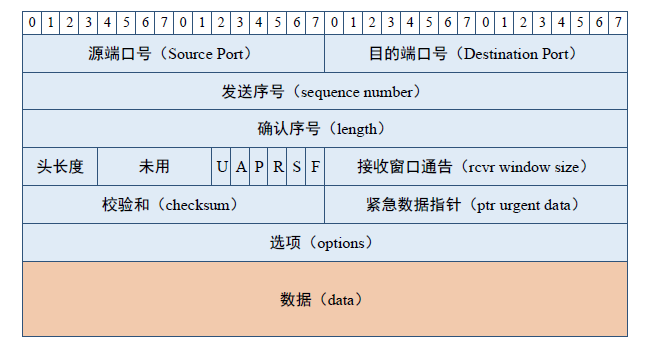 0 1 2 3 4 5 6 7 0 1 2 3 4 5 6 7 0 1 2 3 4 5 6 7 0 1 2 3 4 5 6 7
源端口号（Source Port） 目的端口号（Destination Port）
发送序号（sequence number）
确认序号（length）
头长度 未用 U A P R S F 接收窗口通告（rcvr window size）
校验和（checksum） 紧急数据指针（ptr urgent data）
选项（options）
数据（data）